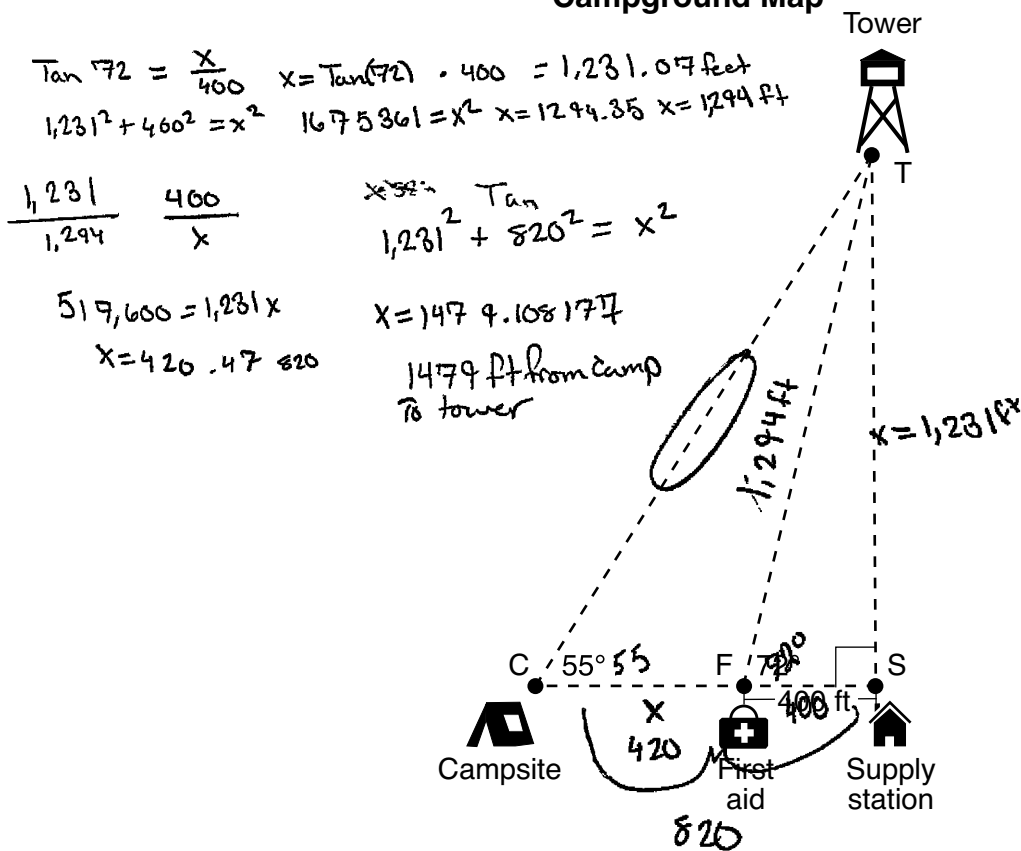 Campground Map
Tower
Tan 72 = x/400 x = Tan(72) · 400 = 1,231.07 feet
1,231² + 400² = x² 1675361 = x² x = 1294.35 x = 1294 ft
T
1,231/1,294 400/x
Tan
1,231² + 820² = x²
517,600 = 1,231x
x = 1479.108177
x = 420.47 820
1479 ft from camp
To tower
1,294 ft
x = 1,231 ft
C 55° 55 F 72° S
400 ft
400
x
420
Campsite
First
aid
Supply
station
820